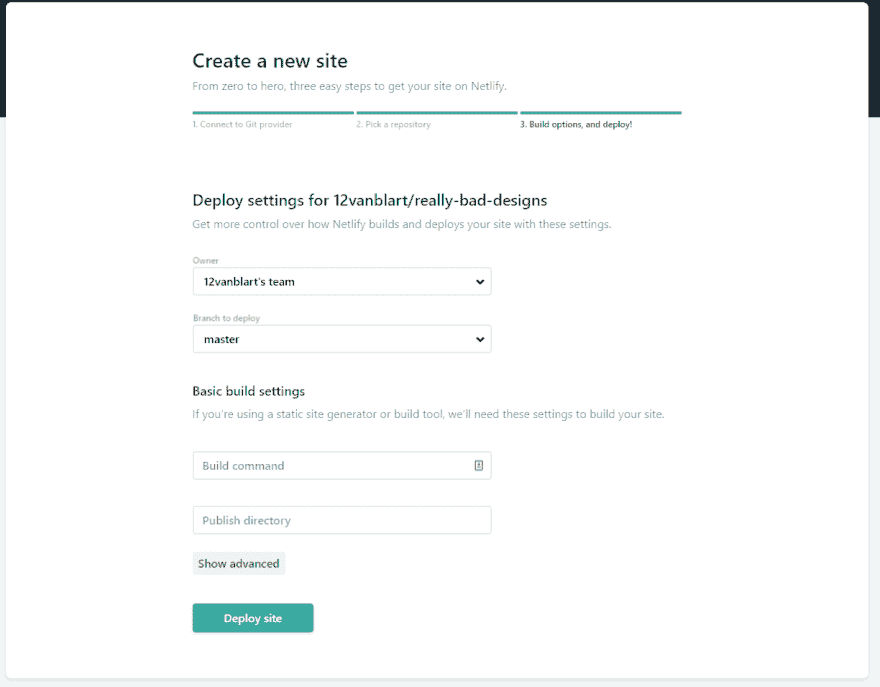 Create a new site
From zero to hero, three easy steps to get your site on Netlify.
1. Connect to Git provider
2. Pick a repository
3. Build options, and deploy!
Deploy settings for 12vanblart/really-bad-designs
Get more control over how Netlify builds and deploys your site with these settings.
Owner
12vanblart's team
Branch to deploy
master
Basic build settings
If you're using a static site generator or build tool, we'll need these settings to build your site.
Build command
Publish directory
Show advanced
Deploy site